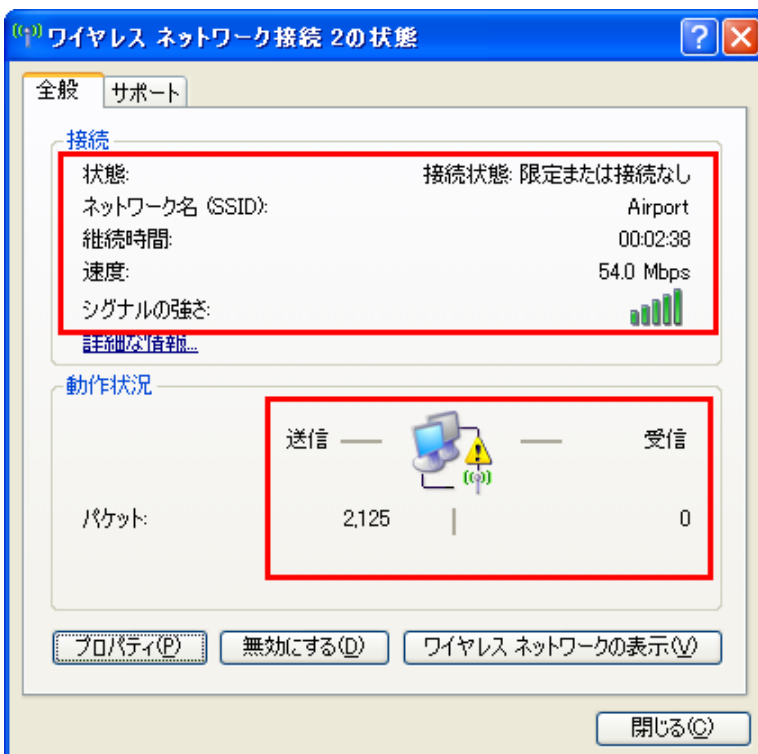 ワイヤレス ネットワーク接続 2の状態
全般 サポート
接続
状態: 接続状態: 限定または接続なし
ネットワーク名 (SSID): Airport
継続時間: 00:02:38
速度: 54.0 Mbps
シグナルの強さ:
詳細な情報...
動作状況
送信 受信
パケット: 2,125 0
プロパティ(P) 無効にする(D) ワイヤレス ネットワークの表示(V)
閉じる(C)